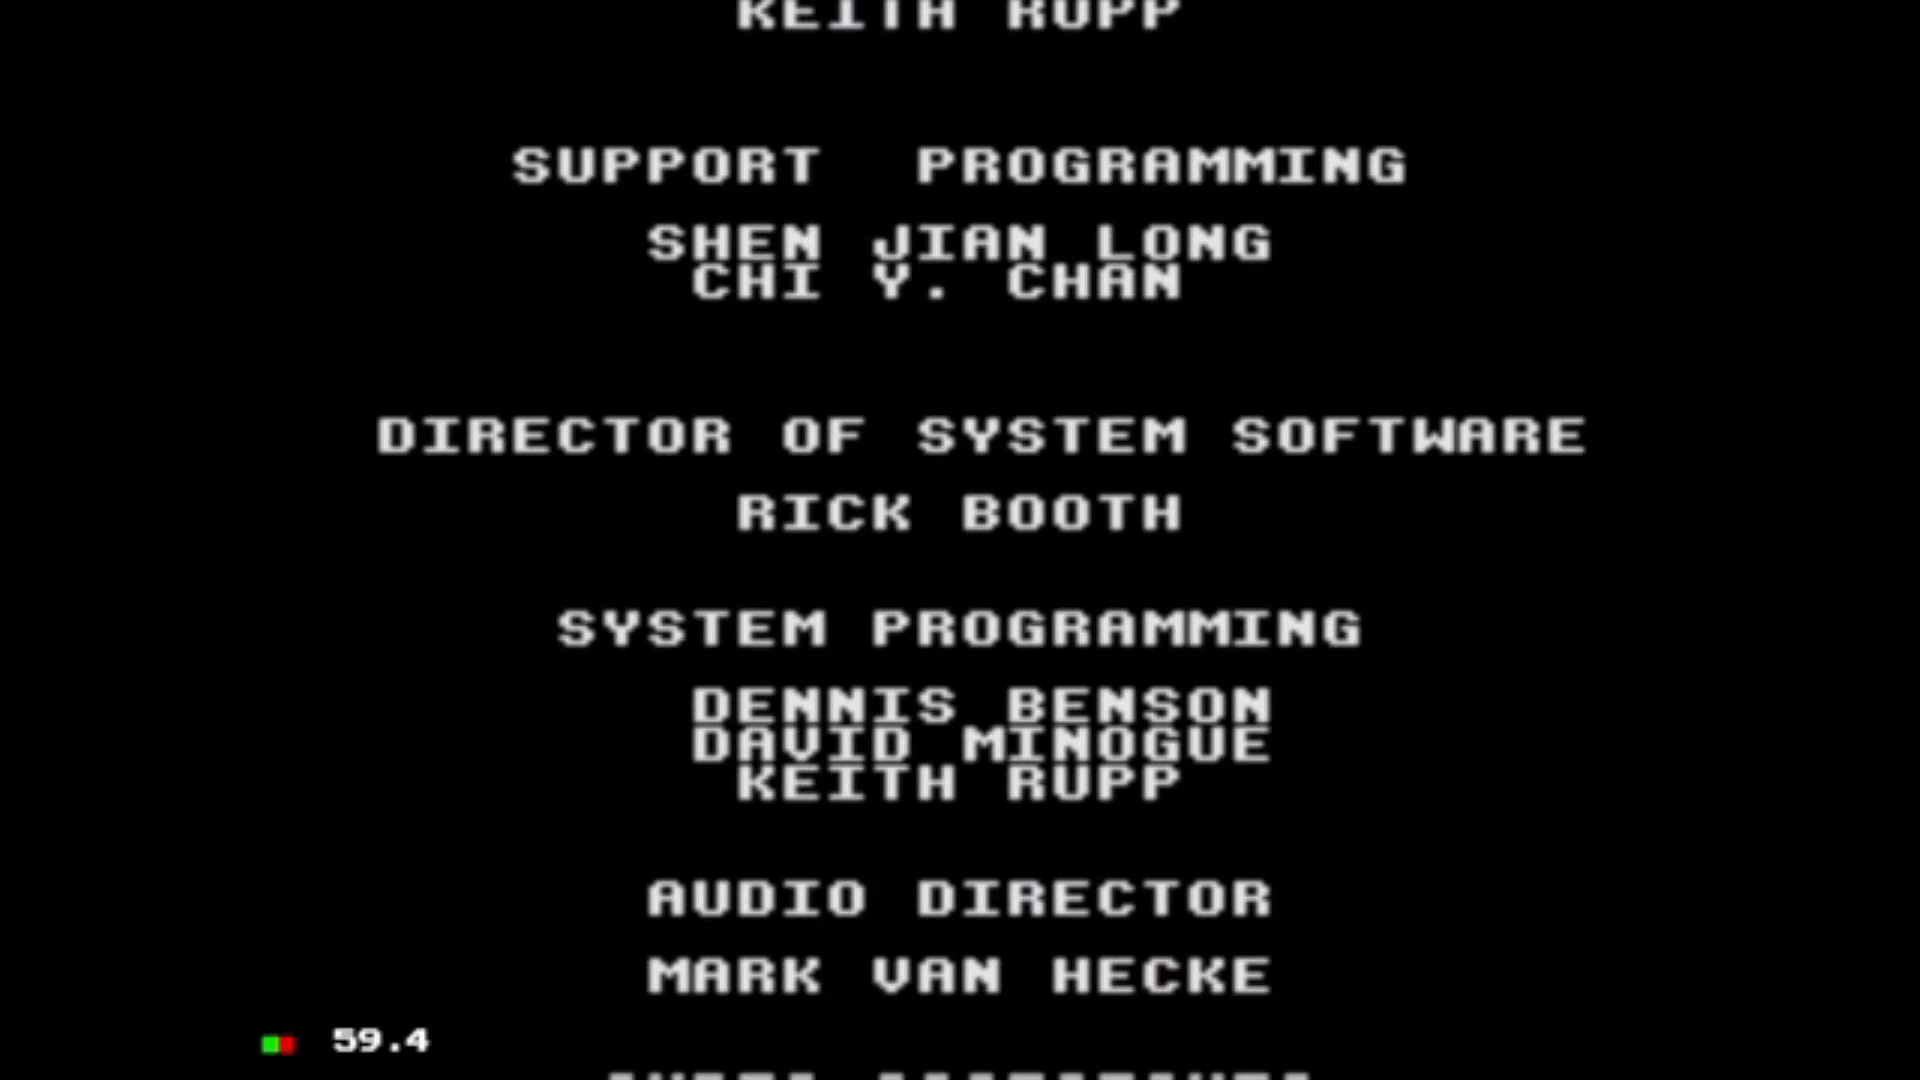 KEITH RUPP
SUPPORT PROGRAMMING
SHEN JIAN LONG
CHI Y. CHAN
DIRECTOR OF SYSTEM SOFTWARE
RICK BOOTH
SYSTEM PROGRAMMING
DENNIS BENSON
DAVID MINOGUE
KEITH RUPP
AUDIO DIRECTOR
MARK VAN HECKE
59.4